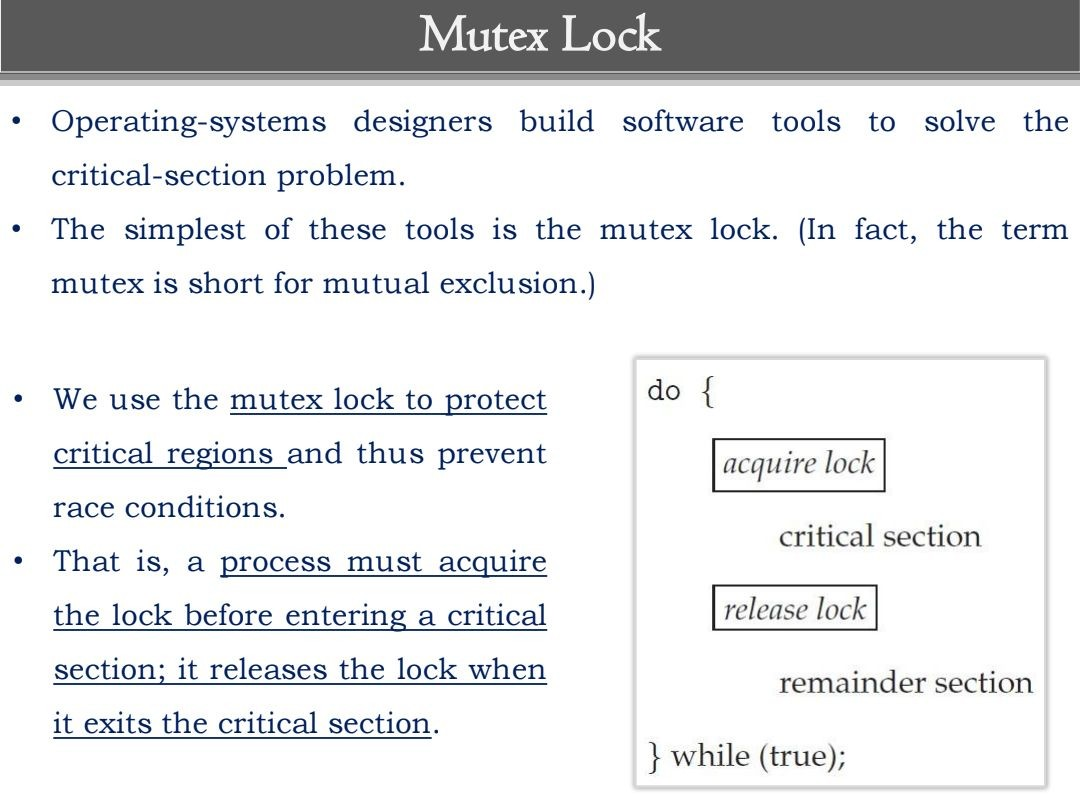 Mutex Lock
• Operating-systems designers build software tools to solve the
critical-section problem.
• The simplest of these tools is the mutex lock. (In fact, the term
mutex is short for mutual exclusion.)
• We use the mutex lock to protect
critical regions and thus prevent
race conditions.
• That is, a process must acquire
the lock before entering a critical
section; it releases the lock when
it exits the critical section.
do {
acquire lock
critical section
release lock
remainder section
} while (true);